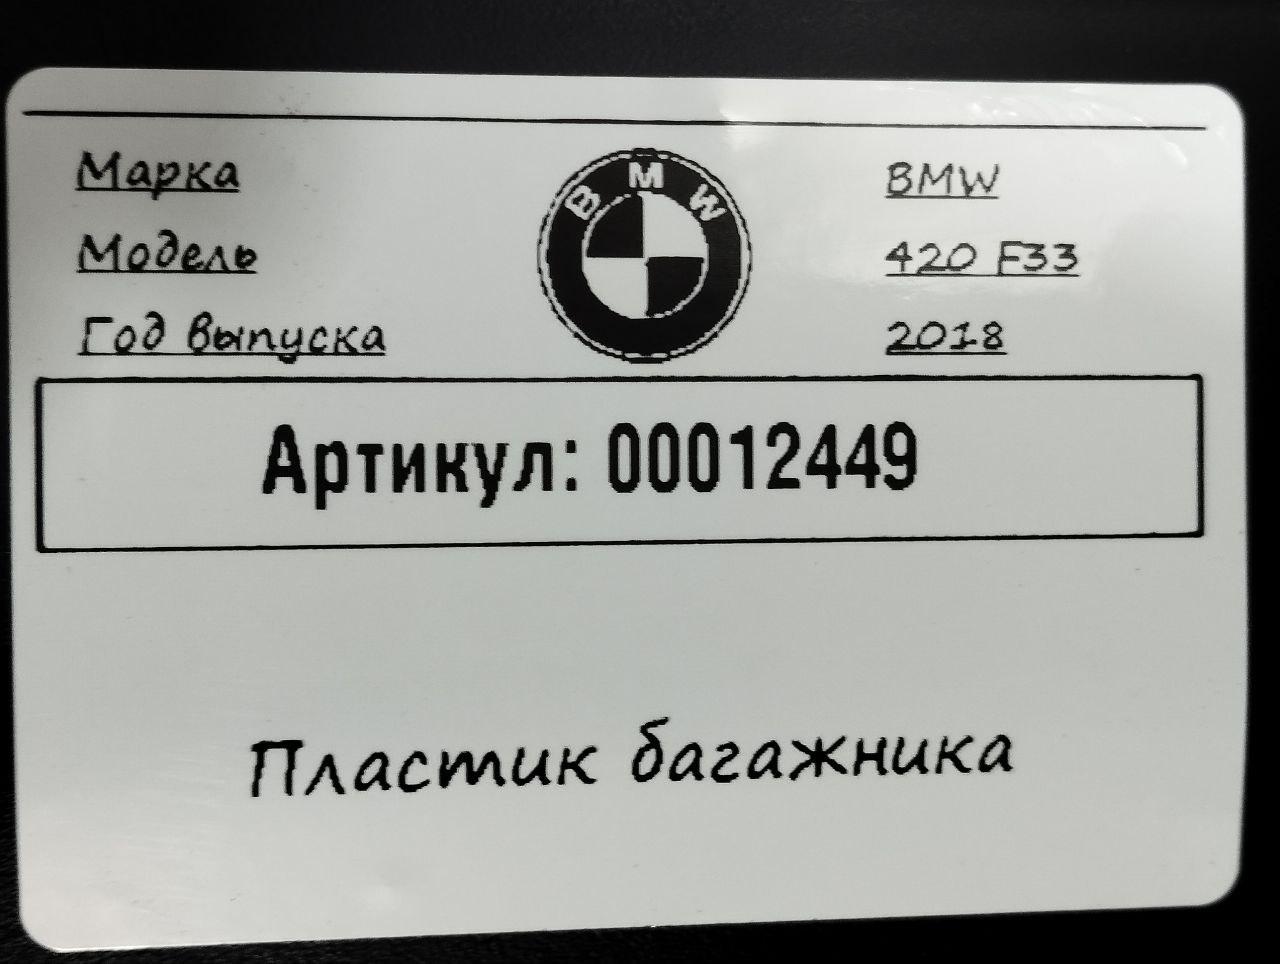 Марка BMW BMW
Модель 420 F33
Год выпуска 2018
Артикул: 00012449
Пластик багажника